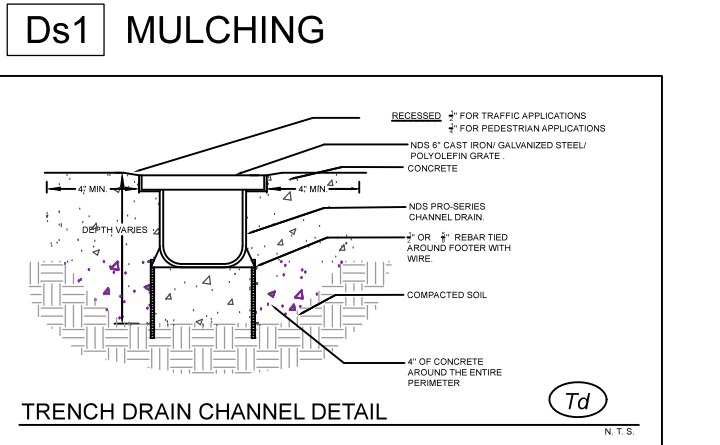 Ds1 MULCHING
RECESSED 1/2" FOR TRAFFIC APPLICATIONS
" FOR PEDESTRIAN APPLICATIONS
NDS 6" CAST IRON/ GALVANIZED STEEL/
POLYOLEFIN GRATE .
CONCRETE
4" MIN.
4" MIN.
NDS PRO-SERIES
CHANNEL DRAIN.
DEPTH VARIES
" OR " REBAR TIED
AROUND FOOTER WITH
WIRE.
COMPACTED SOIL
4" OF CONCRETE
AROUND THE ENTIRE
PERIMETER
TRENCH DRAIN CHANNEL DETAIL
Td
N. T. S.